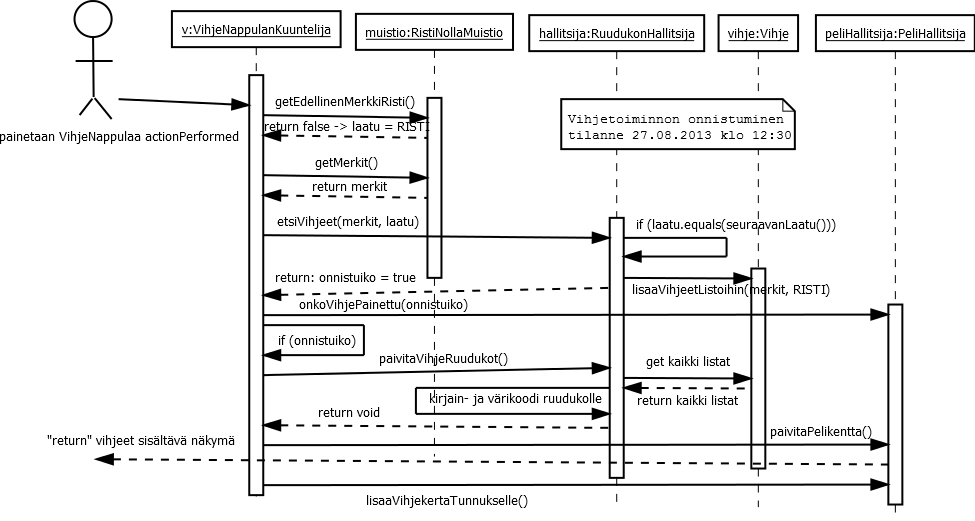 v:VihjeNappulanKuuntelija
muistio:RistiNollaMuistio
hallitsija:RuudukonHallitsija
vihje:Vihje
peliHallitsija:PeliHallitsija
painetaan VihjeNappulaa actionPerformed
getEdellinenMerkkiRisti()
return false -> laatu = RISTI
Vihjetoiminnon onnistuminen
tilanne 27.08.2013 klo 12:30
getMerkit()
return merkit
etsiVihjeet(merkit, laatu)
if (laatu.equals(seuraavanLaatu()))
return: onnistuiko = true
lisaaVihjeetListoihin(merkit, RISTI)
onkoVihjePainettu(onnistuiko)
if (onnistuiko)
paivitaVihjeRuudukot()
get kaikki listat
kirjain- ja värikoodi ruudukolle
return kaikki listat
return void
paivitaPelikentta()
"return" vihjeet sisältävä näkymä
lisaaVihjekertaTunnukselle()